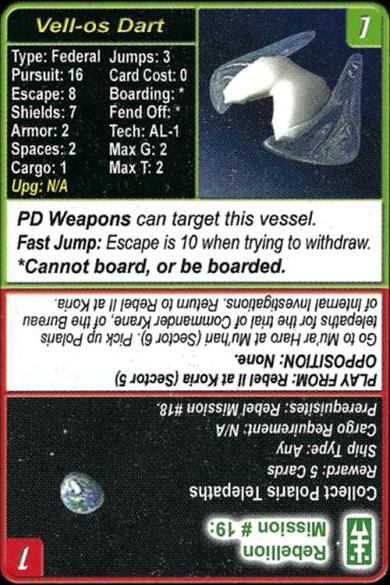 Vell-os Dart
1
Type: Federal Jumps: 3
Pursuit: 16 Card Cost: 0
Escape: 8 Boarding: *
Shields: 7 Fend Off: *
Armor: 2 Tech: AL-1
Spaces: 2 Max G: 2
Cargo: 1 Max T: 2
Upg: N/A
PD Weapons can target this vessel.
Fast Jump: Escape is 10 when trying to withdraw.
*Cannot board, or be boarded.
Rebellion
Mission # 19:
1
Collect Polaris Telepaths
Reward: 5 Cards
Ship Type: Any
Cargo Requirement: N/A
Prerequisites: Rebel Mission #18.
PLAY FROM: Rebel II at Koria (Sector 5)
OPPOSITION: None.
Go to Mu'ar Haro at Mu'hari (Sector 6). Pick up Polaris
telepaths for the trial of Commander Krane, of the Bureau
of Internal Investigations. Return to Rebel II at Koria.